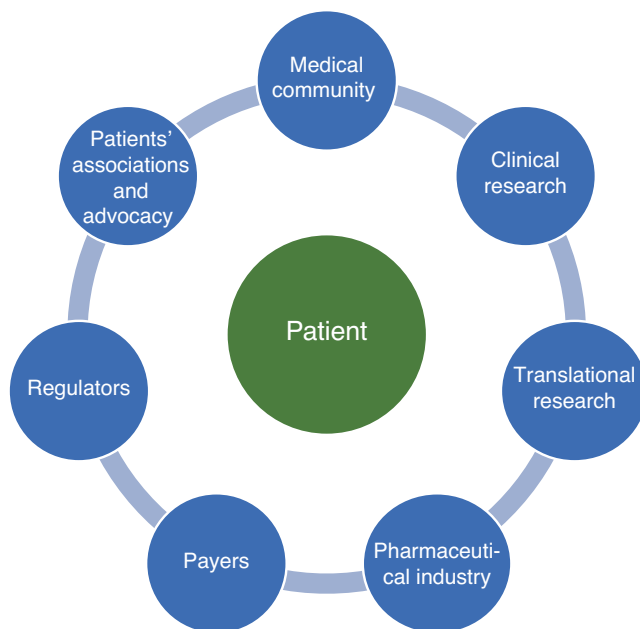 Medical
community
Clinical
research
Translational
research
Pharmaceuti-
cal industry
Payers
Regulators
Patients’
associations
and
advocacy
Patient